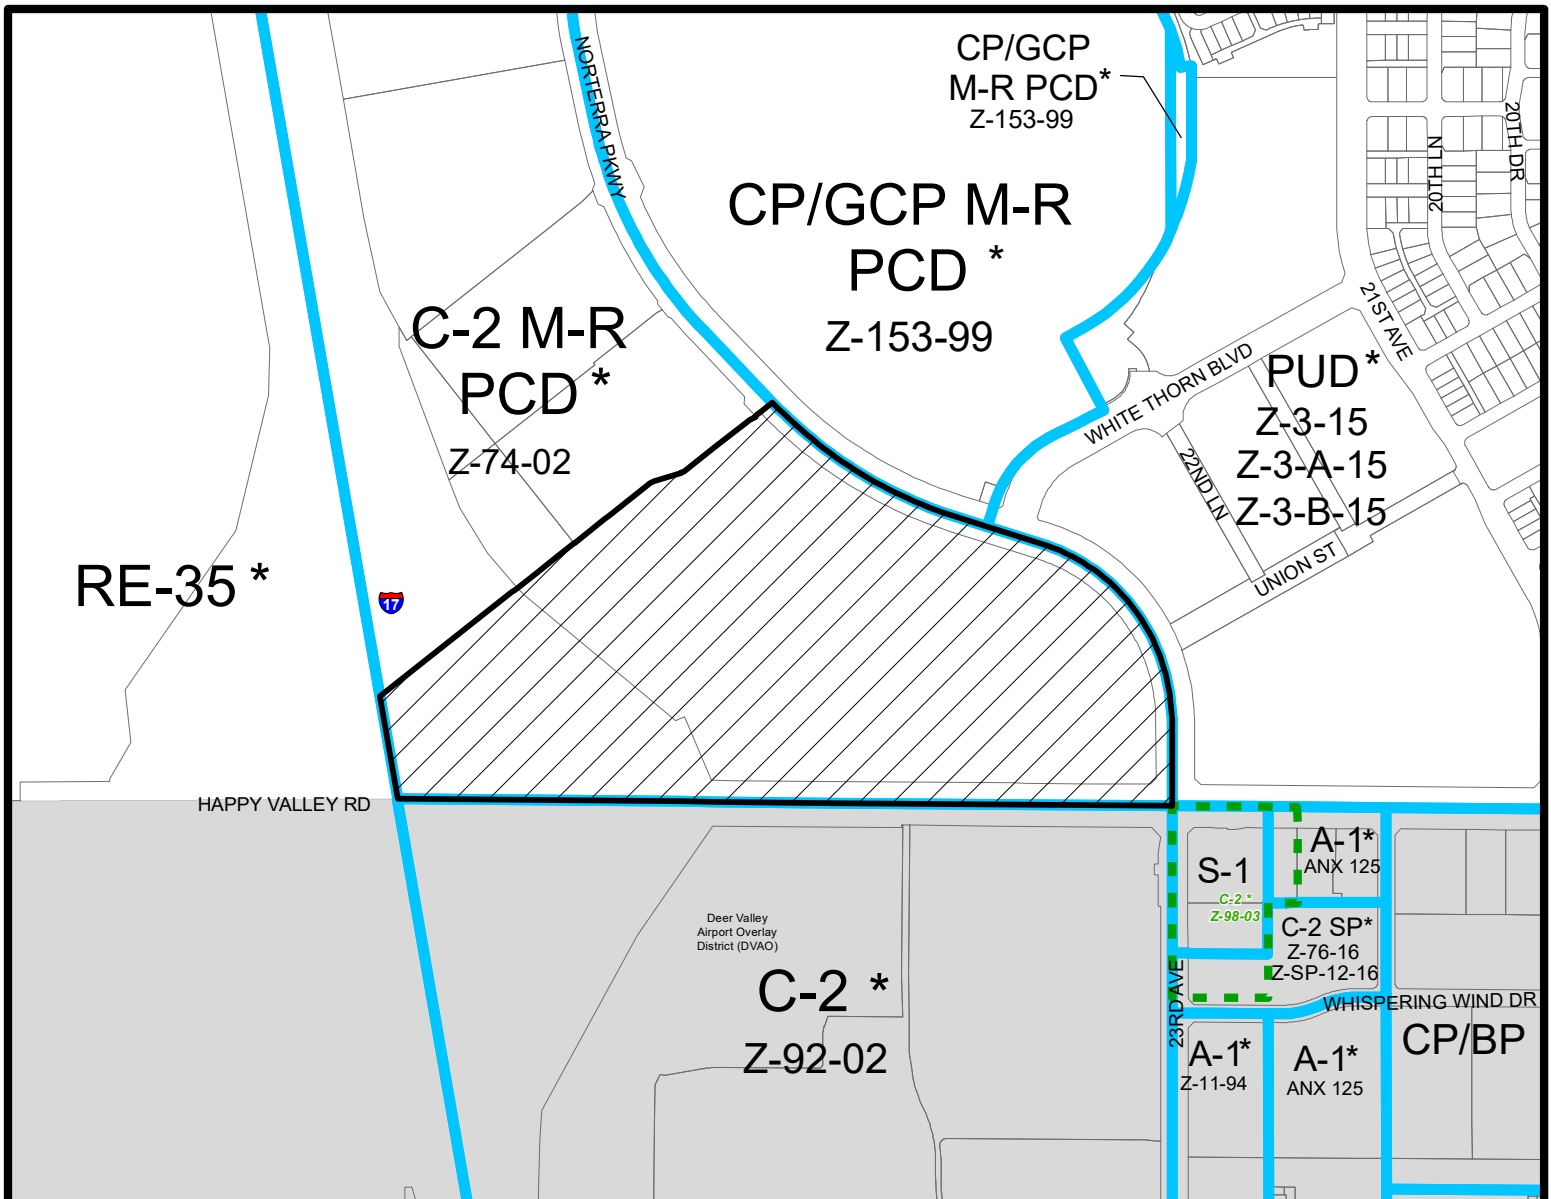 NORTERRA PKWY
CP/GCP
M-R PCD*
Z-153-99
20TH LN
20TH DR
CP/GCP M-R
PCD *
Z-153-99
C-2 M-R
PCD *
Z-74-02
21ST AVE
WHITE THORN BLVD
PUD *
Z-3-15
Z-3-A-15
Z-3-B-15
22ND LN
UNION ST
RE-35 *
17
HAPPY VALLEY RD
A-1*
ANX 125
S-1
C-2 *
Z-98-03
Deer Valley
Airport Overlay
District (DVAO)
C-2 SP*
Z-76-16
Z-SP-12-16
C-2 *
Z-92-02
23RD AVE
WHISPERING WIND DR
CP/BP
A-1*
Z-11-94
A-1*
ANX 125